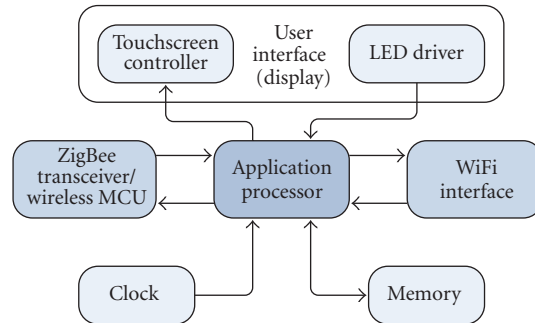 Touchscreen
controller
User
interface
(display)
LED driver
ZigBee
transceiver/
wireless MCU
Application
processor
WiFi
interface
Clock
Memory